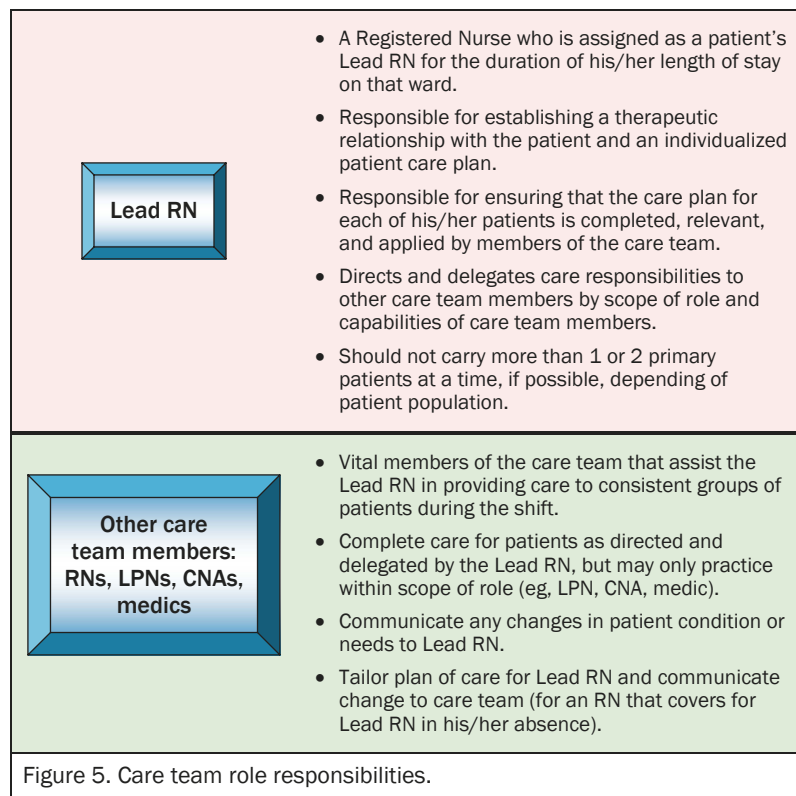 Lead RN
• A Registered Nurse who is assigned as a patient's
Lead RN for the duration of his/her length of stay
on that ward.
• Responsible for establishing a therapeutic
relationship with the patient and an individualized
patient care plan.
• Responsible for ensuring that the care plan for
each of his/her patients is completed, relevant,
and applied by members of the care team.
• Directs and delegates care responsibilities to
other care team members by scope of role and
capabilities of care team members.
• Should not carry more than 1 or 2 primary
patients at a time, if possible, depending of
patient population.
Other care
team members:
RNs, LPNs, CNAs,
medics
• Vital members of the care team that assist the
Lead RN in providing care to consistent groups of
patients during the shift.
• Complete care for patients as directed and
delegated by the Lead RN, but may only practice
within scope of role (eg, LPN, CNA, medic).
• Communicate any changes in patient condition or
needs to Lead RN.
• Tailor plan of care for Lead RN and communicate
change to care team (for an RN that covers for
Lead RN in his/her absence).
Figure 5. Care team role responsibilities.